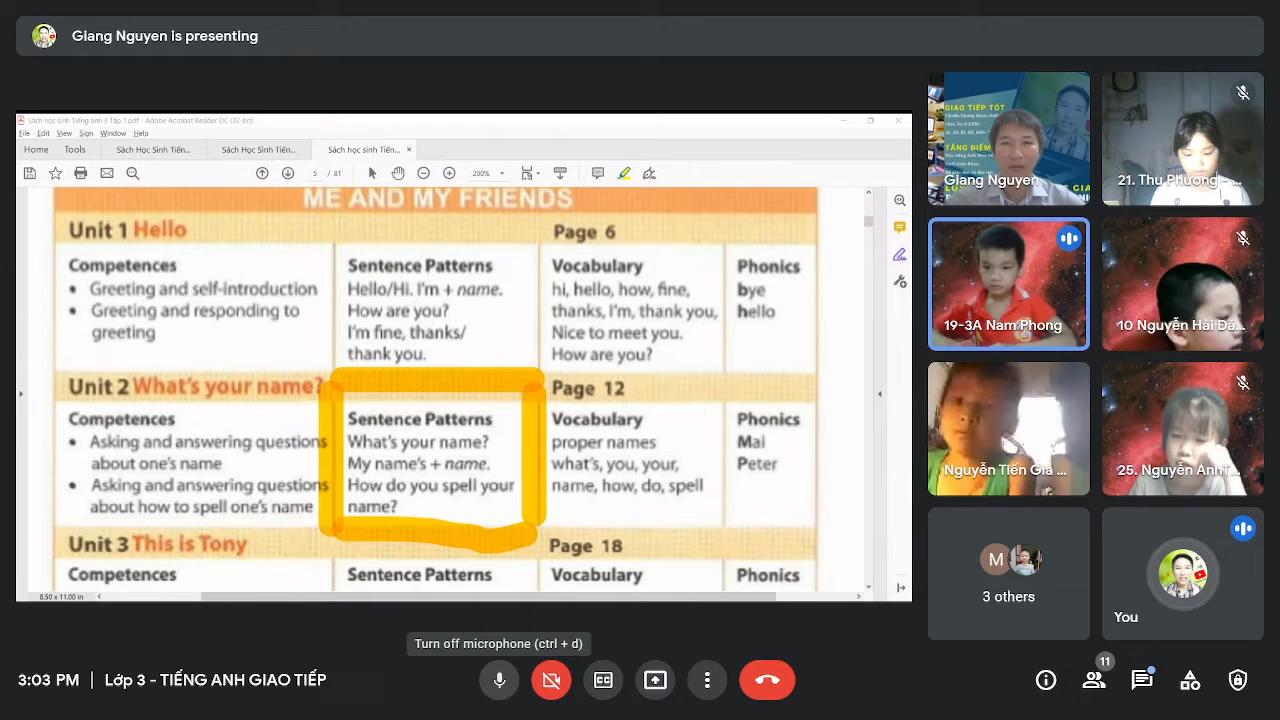 Giang Nguyen is presenting
Sách học sinh Tiếng anh 3 Tập 1.pdf - Adobe Acrobat Reader DC (32-bit)
File Edit View Sign Window Help
Home Tools Sách Học Sinh Tiến... Sách Học Sinh Tiến... Sách học sinh Tiến... ×
5 / 81 200%
ME AND MY FRIENDS
Unit 1 Hello Page 6
Competences Sentence Patterns Vocabulary Phonics
• Greeting and self-introduction Hello/Hi. I'm + name. hi, hello, how, fine, bye
• Greeting and responding to How are you? thanks, I'm, thank you, hello
greeting I'm fine, thanks/ Nice to meet you.
thank you. How are you?
Unit 2 What's your name? Page 12
Competences Sentence Patterns Vocabulary Phonics
• Asking and answering questions What's your name? proper names Mai
about one's name My name's + name. what's, you, your, Peter
• Asking and answering questions How do you spell your name, how, do, spell
about how to spell one's name name?
Unit 3 This is Tony Page 18
Competences Sentence Patterns Vocabulary Phonics
8.50 x 11.00 in
GIAO TIẾP TỐT
TĂNG ĐIỂM
Giang Nguyen
21. Thu Phương - ...
19-3A Nam Phong
10 Nguyễn Hải Đă...
Nguyễn Tiến Gia ...
25. Nguyễn AnhT...
M
3 others
You
Turn off microphone (ctrl + d)
3:03 PM | Lớp 3 - TIẾNG ANH GIAO TIẾP
11